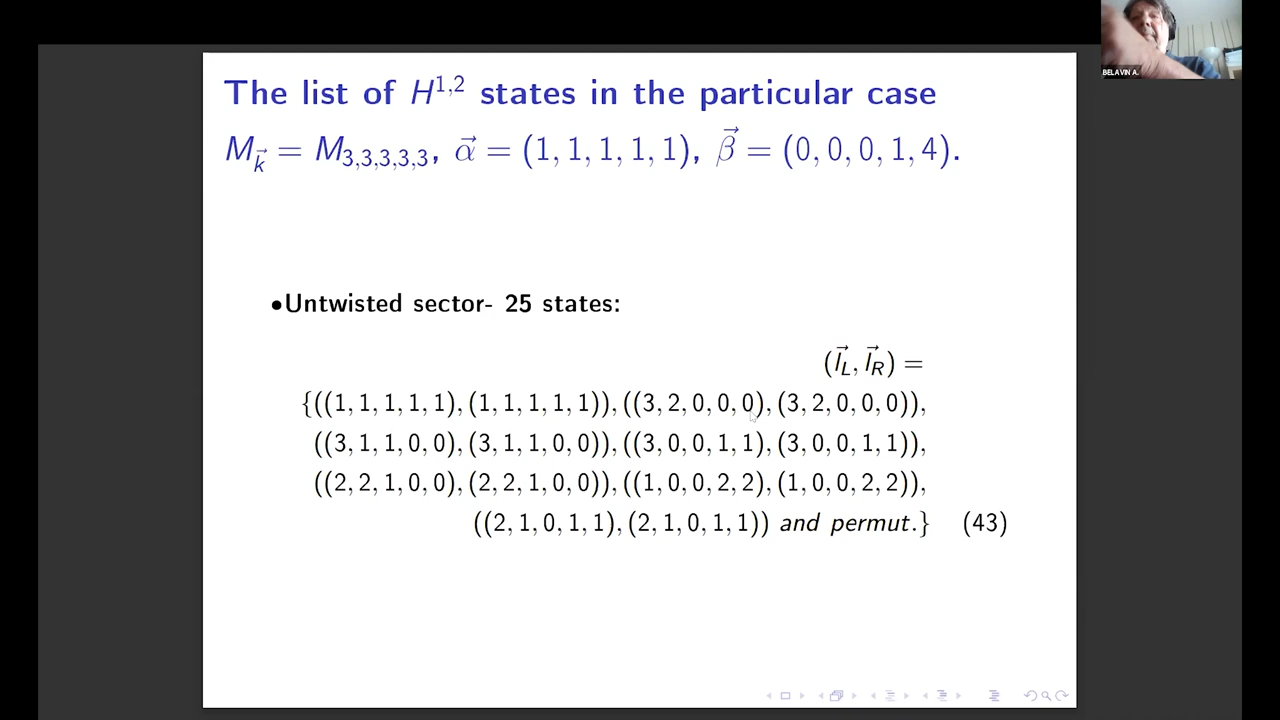 The list of H^{1,2} states in the particular case
M_{\vec{k}} = M_{3,3,3,3,3}, \vec{α} = (1, 1, 1, 1, 1), \vec{β} = (0, 0, 0, 1, 4).
•Untwisted sector- 25 states:
(\vec{l}_L, \vec{l}_R) =
{((1, 1, 1, 1, 1), (1, 1, 1, 1, 1)), ((3, 2, 0, 0, 0), (3, 2, 0, 0, 0)),
((3, 1, 1, 0, 0), (3, 1, 1, 0, 0)), ((3, 0, 0, 1, 1), (3, 0, 0, 1, 1)),
((2, 2, 1, 0, 0), (2, 2, 1, 0, 0)), ((1, 0, 0, 2, 2), (1, 0, 0, 2, 2)),
((2, 1, 0, 1, 1), (2, 1, 0, 1, 1)) and permut.} (43)
BELAVIN A.